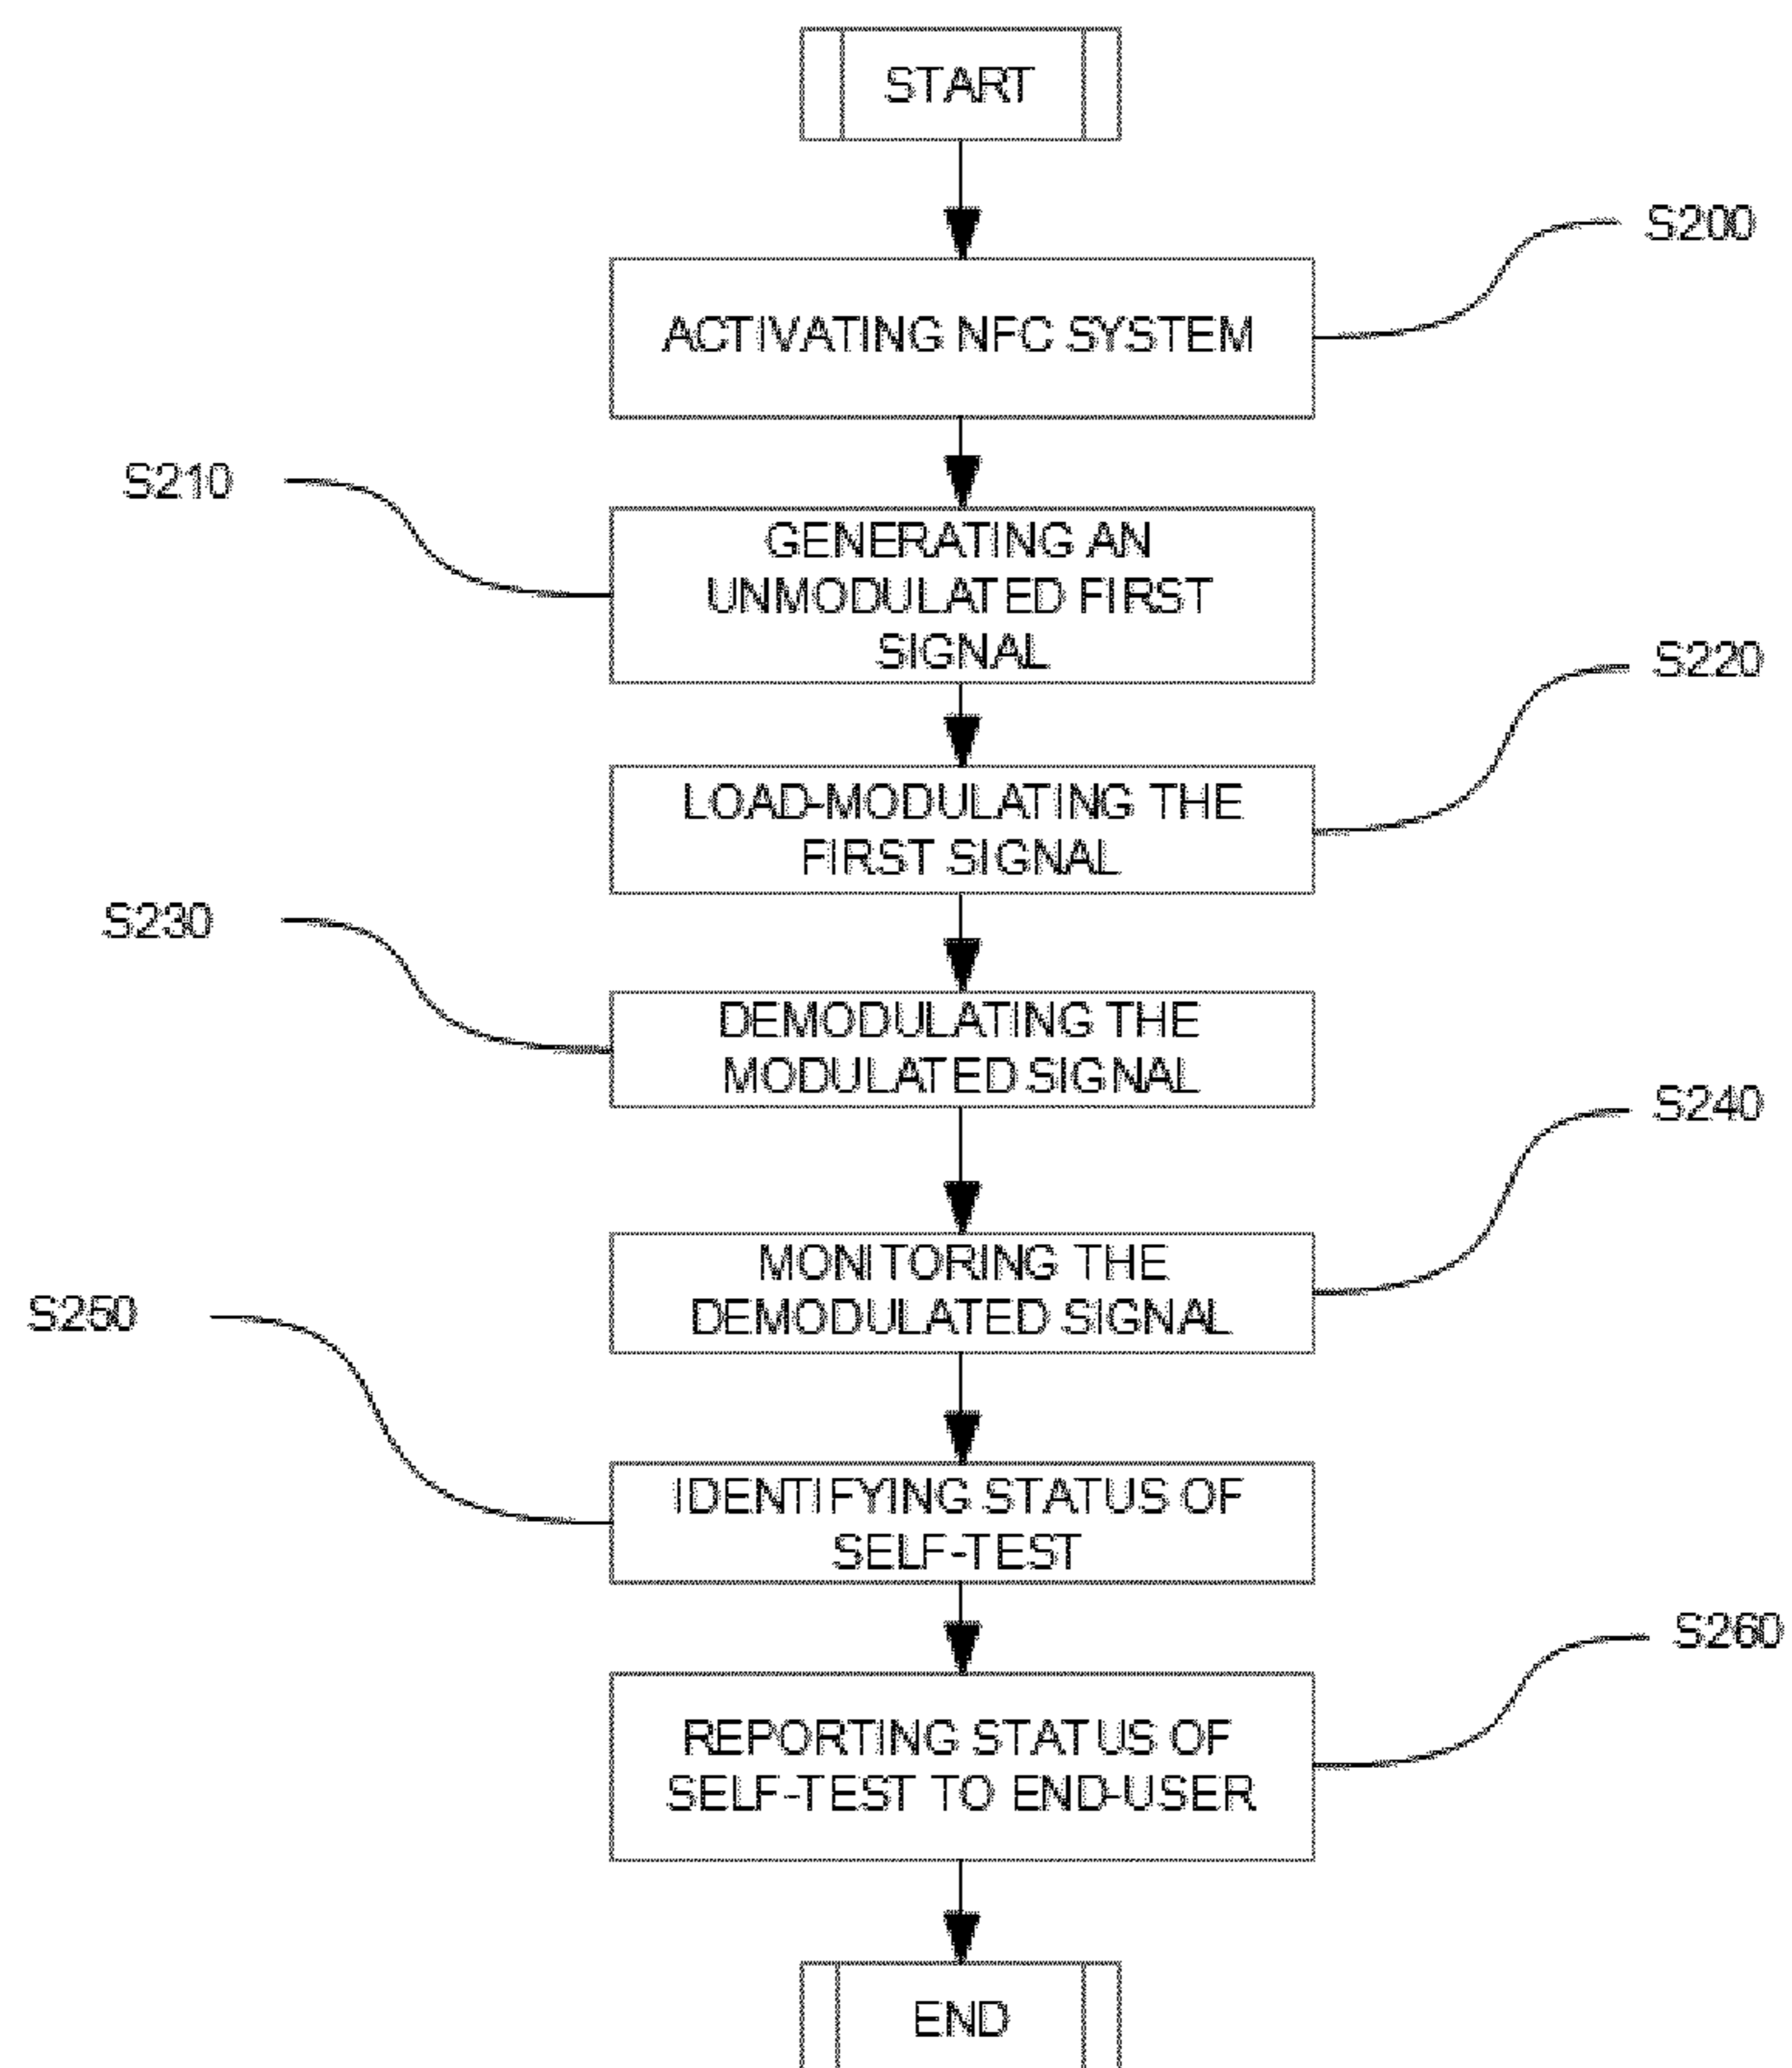 START
S200
ACTIVATING NFC SYSTEM
S210
GENERATING AN
UNMODULATED FIRST
SIGNAL
S220
LOAD-MODULATING THE
FIRST SIGNAL
S230
DEMODULATING THE
MODULATED SIGNAL
S240
MONITORING THE
DEMODULATED SIGNAL
S250
IDENTIFYING STATUS OF
SELF-TEST
S260
REPORTING STATUS OF
SELF-TEST TO END-USER
END